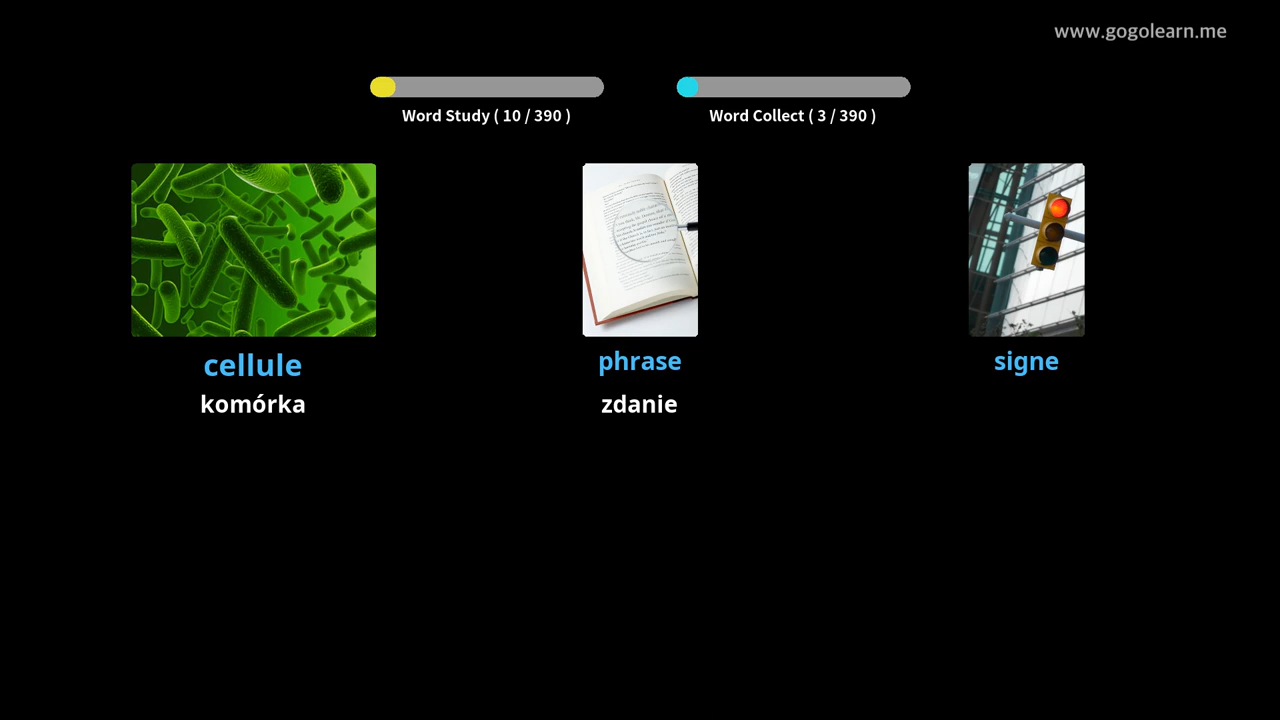 www.gogolearn.me
Word Study ( 10 / 390 )
Word Collect ( 3 / 390 )
cellule
phrase
signe
komórka
zdanie